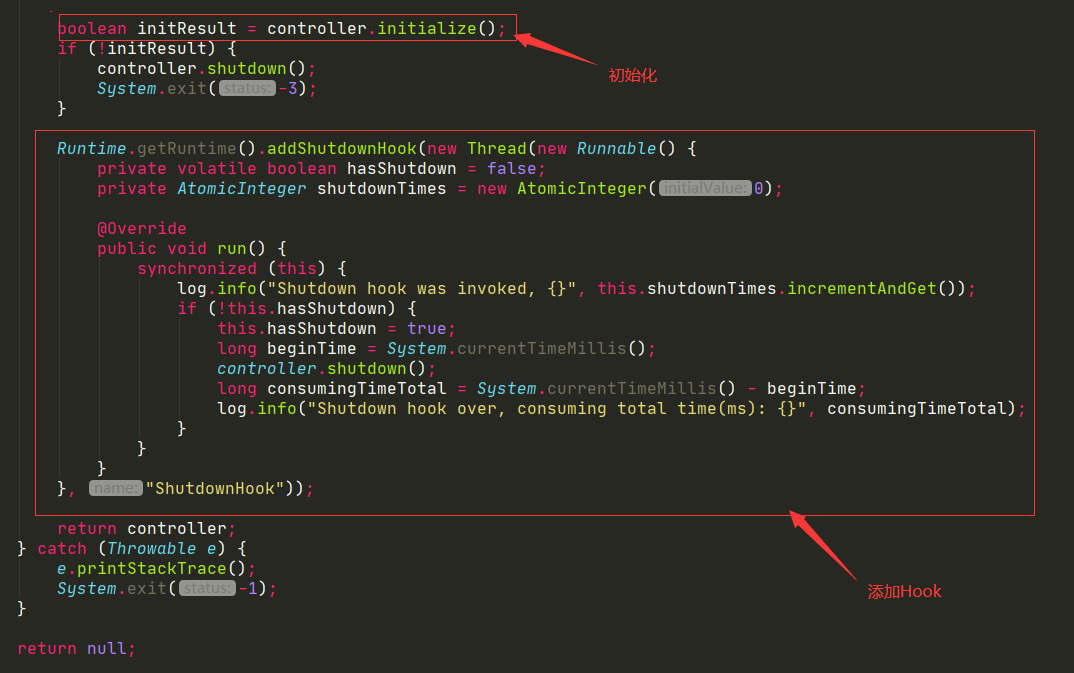 boolean initResult = controller.initialize();
if (!initResult) {
controller.shutdown();
System.exit(status: -3);
}
初始化
Runtime.getRuntime().addShutdownHook(new Thread(new Runnable() {
private volatile boolean hasShutdown = false;
private AtomicInteger shutdownTimes = new AtomicInteger(initialValue: 0);
@Override
public void run() {
synchronized (this) {
log.info("Shutdown hook was invoked, {}", this.shutdownTimes.incrementAndGet());
if (!this.hasShutdown) {
this.hasShutdown = true;
long beginTime = System.currentTimeMillis();
controller.shutdown();
long consumingTimeTotal = System.currentTimeMillis() - beginTime;
log.info("Shutdown hook over, consuming total time(ms): {}", consumingTimeTotal);
}
}
}
}, name: "ShutdownHook"));
return controller;
} catch (Throwable e) {
e.printStackTrace();
System.exit(status: -1);
}
添加Hook
return null;